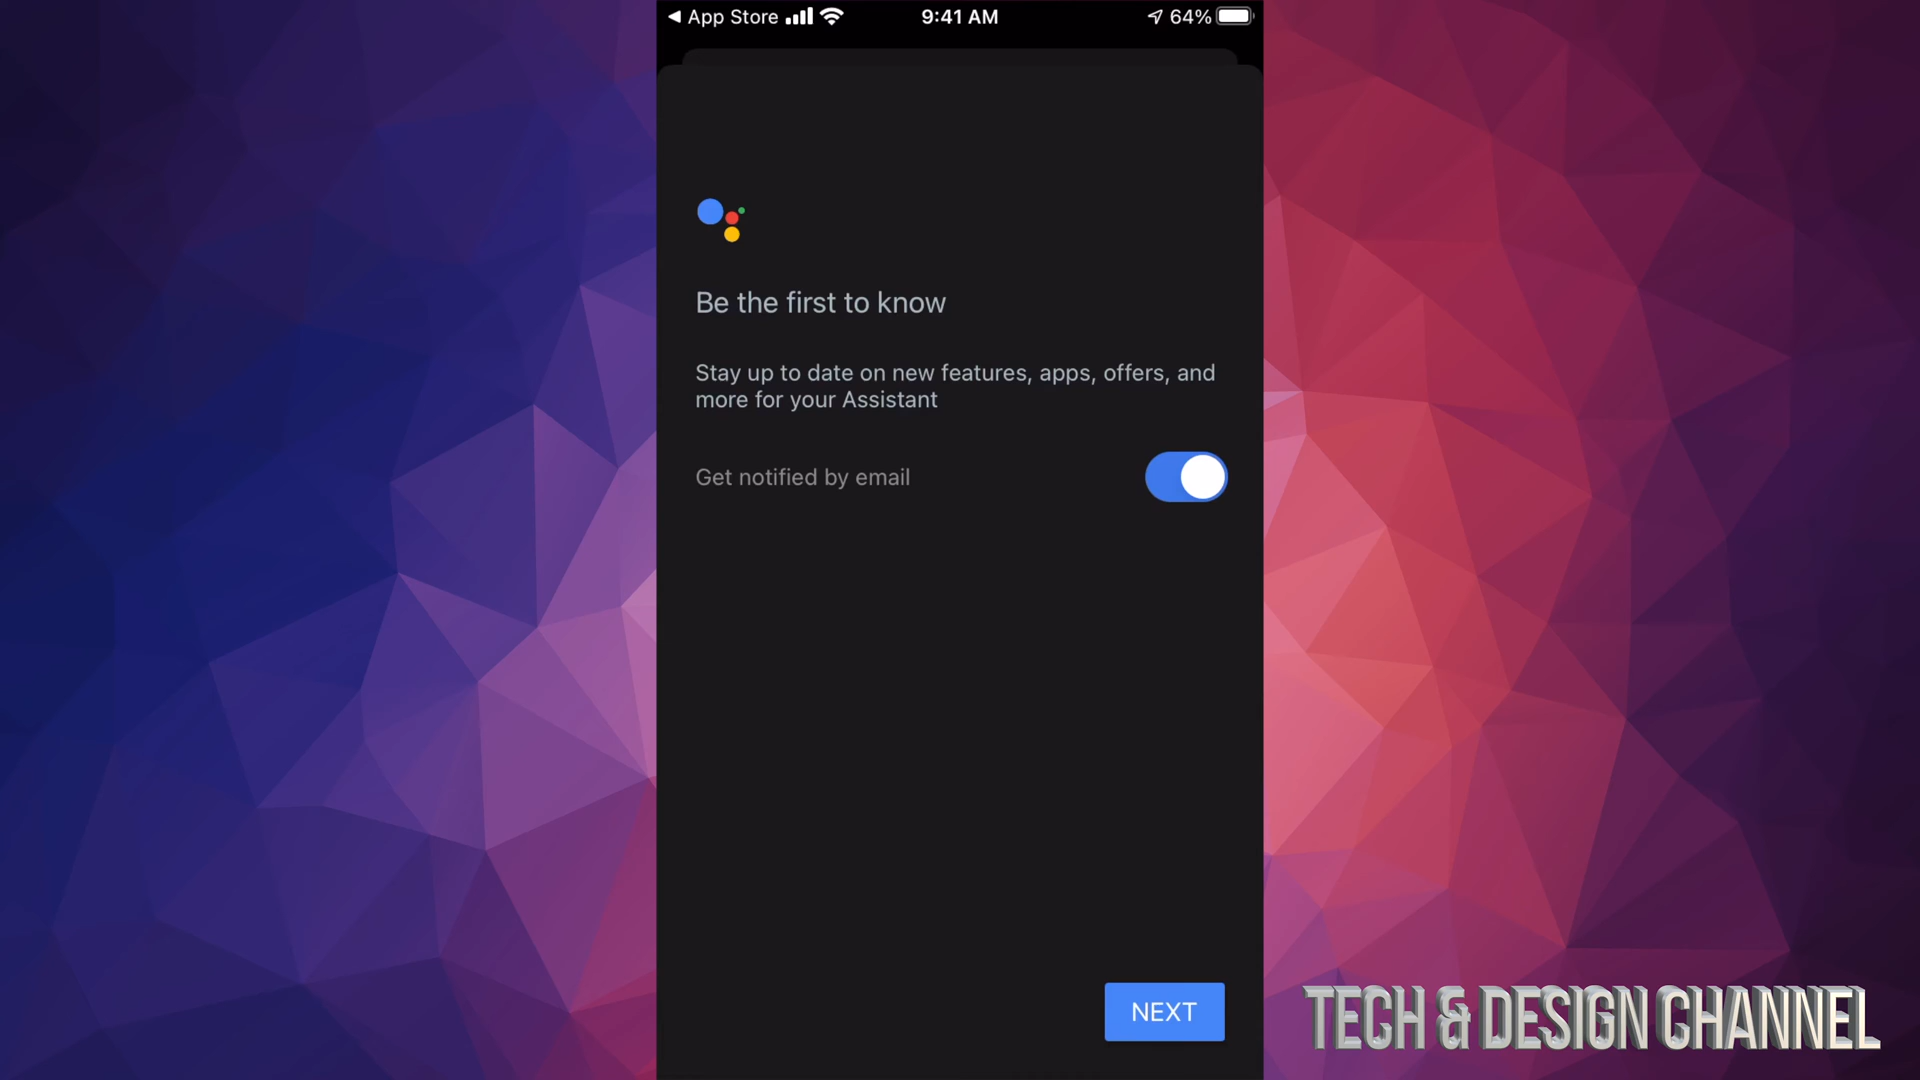 App Store 9:41 AM 64%
Be the first to know
Stay up to date on new features, apps, offers, and
more for your Assistant
Get notified by email
NEXT
TECH & DESIGN CHANNEL